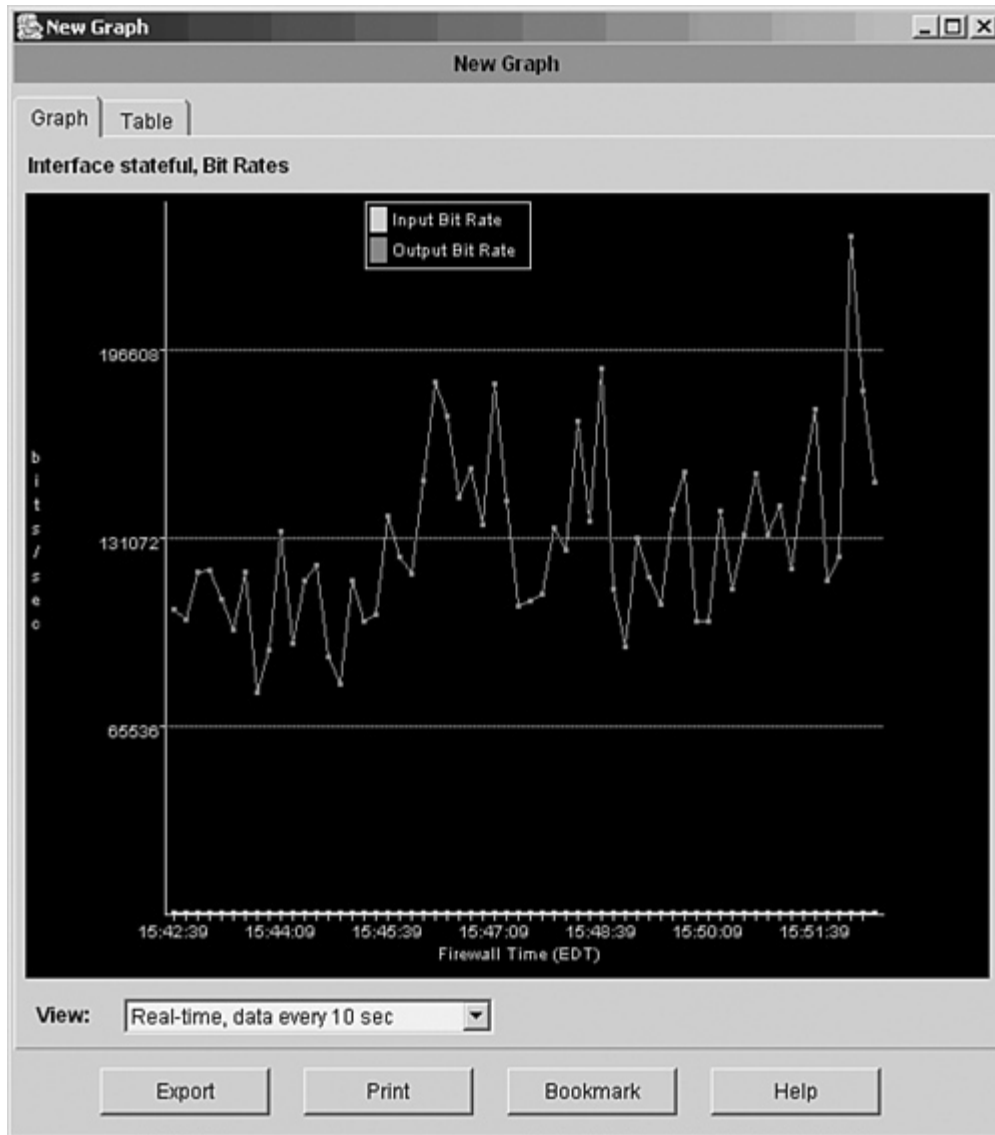 New Graph
New Graph
Graph
Table
Interface stateful, Bit Rates
Input Bit Rate
Output Bit Rate
196608
131072
65536
bits/sec
15:42:39 15:44:09 15:45:39 15:47:09 15:48:39 15:50:09 15:51:39
Firewall Time (EDT)
View: Real-time, data every 10 sec
Export Print Bookmark Help